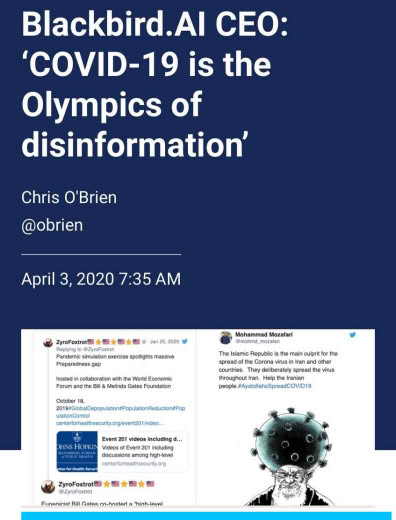 Blackbird.AI CEO:
‘COVID-19 is the
Olympics of
disinformation’
Chris O'Brien
@obrien
April 3, 2020 7:35 AM
ZyroFoxtrot
Jan 25, 2020
Replying to @ZyroFoxtrot
Pandemic simulation exercise spotlights massive
Preparedness gap
hosted in collaboration with the World Economic
Forum and the Bill & Melinda Gates Foundation
October 18,
2019#GlobalDepopulation#PopulationReduction#Pop
ulationControl
centerforhealthsecurity.org/event201/video...
JOHNS HOPKINS
Event 201 videos including d...
Videos of Event 201 including
discussions among high-level
centerforhealthsecurity.org
ZyroFoxtrot
@ZyroFoxtrot
Eugenicist Bill Gates co-hosted a "high-level
Mohammad Mozafari
@mohmd_mozafari
The Islamic Republic is the main culprit for the
spread of the Corona virus in Iran and other
countries. They deliberately spread the virus
throughout Iran. Help the Iranian
people.#AyatollahsSpreadCOVID19